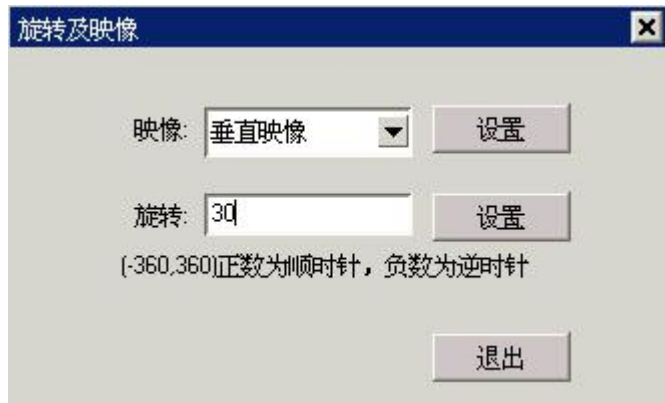 旋转及映像
映像: 垂直映像 设置
旋转: 30 设置
(-360,360)正数为顺时针，负数为逆时针
退出